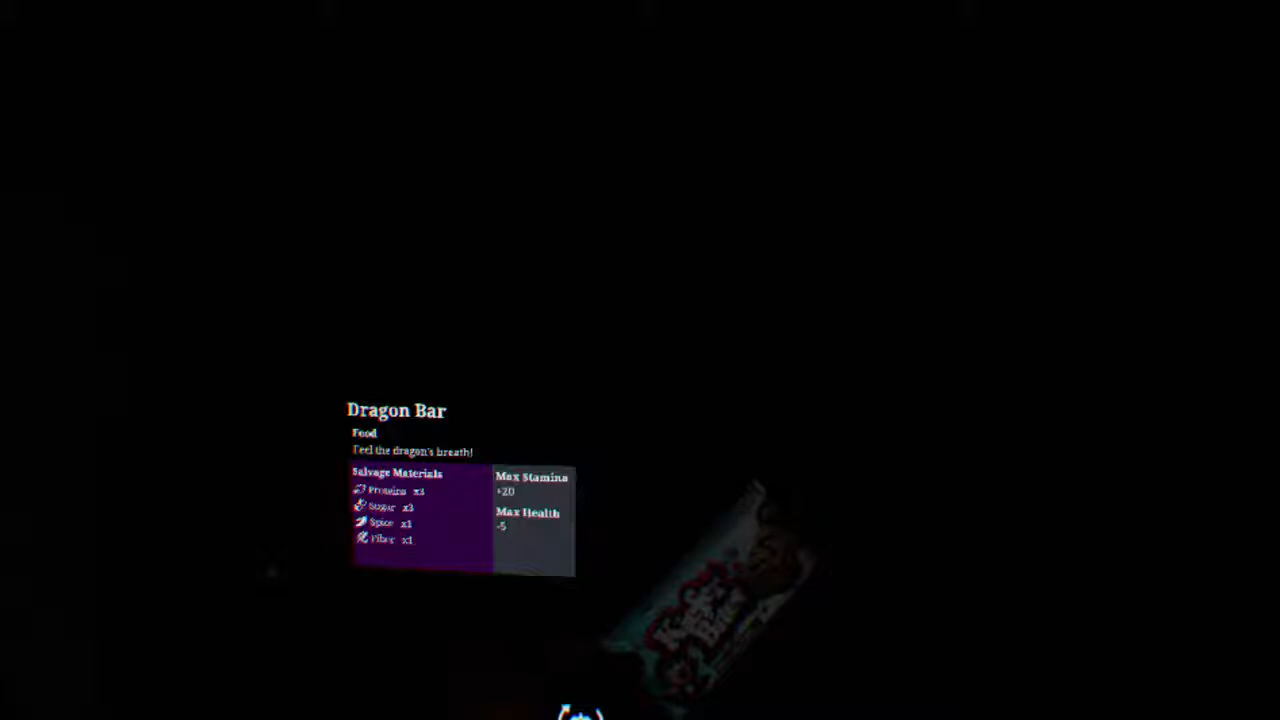 Dragon Bar
Food
Feel the dragon's breath!
Salvage Materials
Proteins x3
Sugar x3
Spice x1
Fiber x1
Max Stamina
+20
Max Health
-5